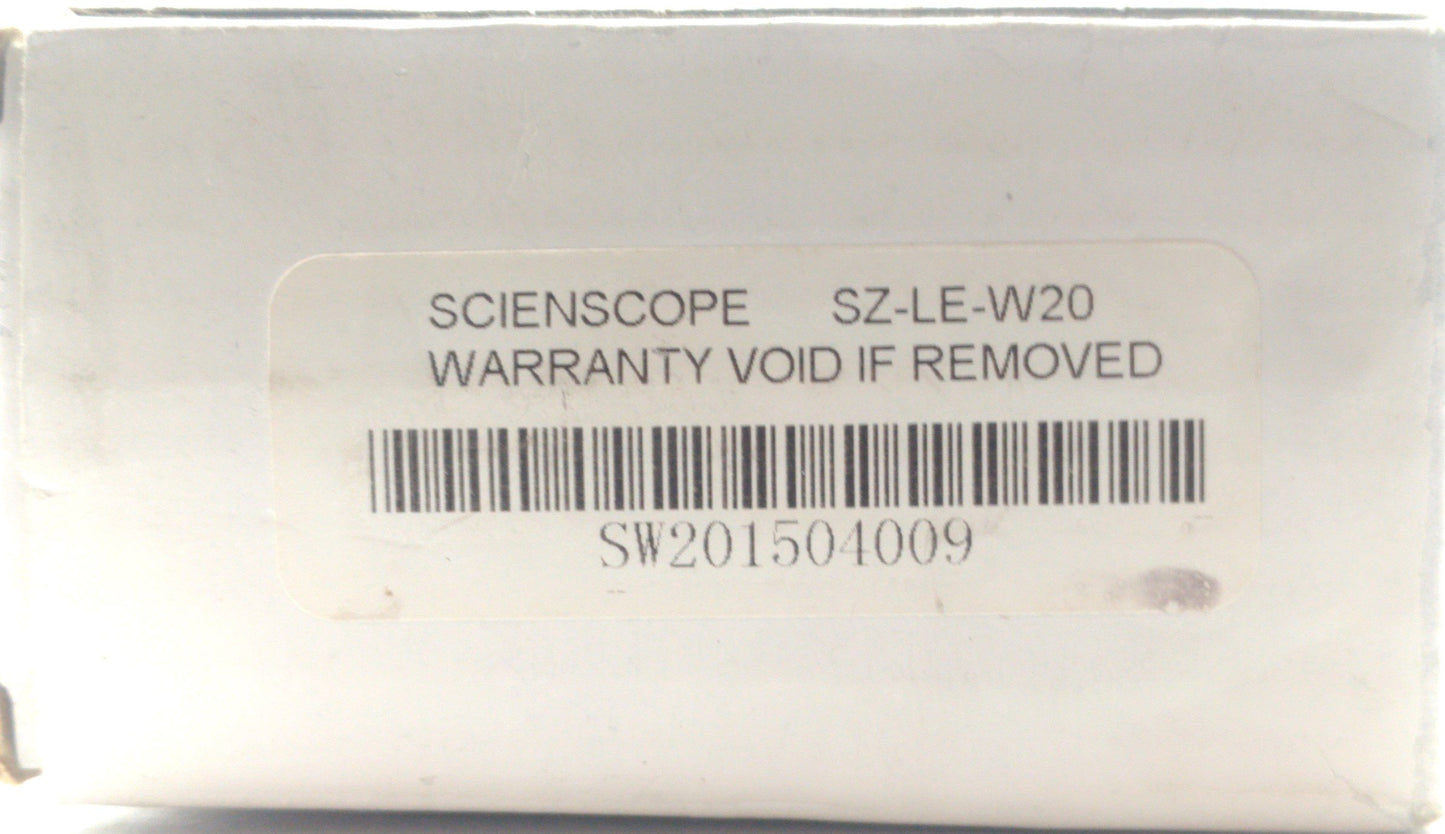 SCIENSCOPE SZ-LE-W20
WARRANTY VOID IF REMOVED
SW201504009